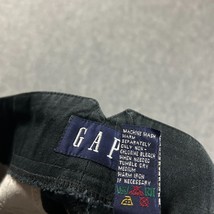 GAP
MACHINE WASH
WARM
SEPARATELY
ONLY NON-
CHLORINE BLEACH
WHEN NEEDED
TUMBLE DRY
MEDIUM
WARM IRON
IF NECESSARY